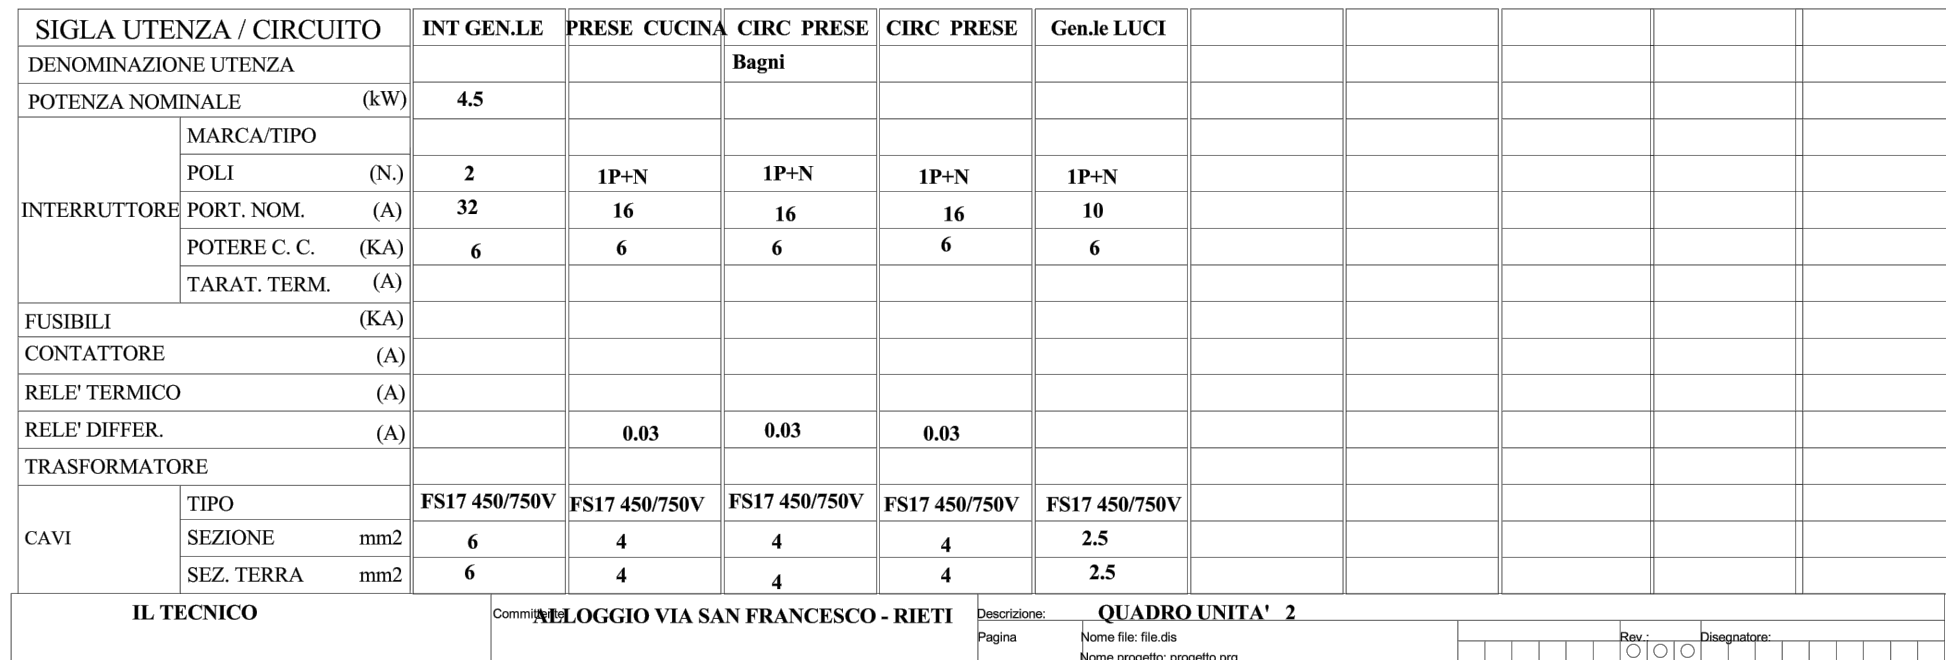 SIGLA UTENZA / CIRCUITO INT GEN.LE PRESE CUCINA CIRC PRESE CIRC PRESE Gen.le LUCI
DENOMINAZIONE UTENZA Bagni
POTENZA NOMINALE (kW) 4.5
MARCA/TIPO
POLI (N.) 2 1P+N 1P+N 1P+N 1P+N
INTERRUTTORE PORT. NOM. (A) 32 16 16 16 10
POTERE C. C. (KA) 6 6 6 6 6
TARAT. TERM. (A)
FUSIBILI (KA)
CONTATTORE (A)
RELE' TERMICO (A)
RELE' DIFFER. (A) 0.03 0.03 0.03
TRASFORMATORE
TIPO FS17 450/750V FS17 450/750V FS17 450/750V FS17 450/750V FS17 450/750V
CAVI SEZIONE mm2 6 4 4 4 2.5
SEZ. TERRA mm2 6 4 4 4 2.5
IL TECNICO Committente: ALLOGGIO VIA SAN FRANCESCO - RIETI Descrizione: QUADRO UNITA' 2
Pagina Nome file: file.dis Rev.: Disegnatore:
Nome progetto: progetto.prg